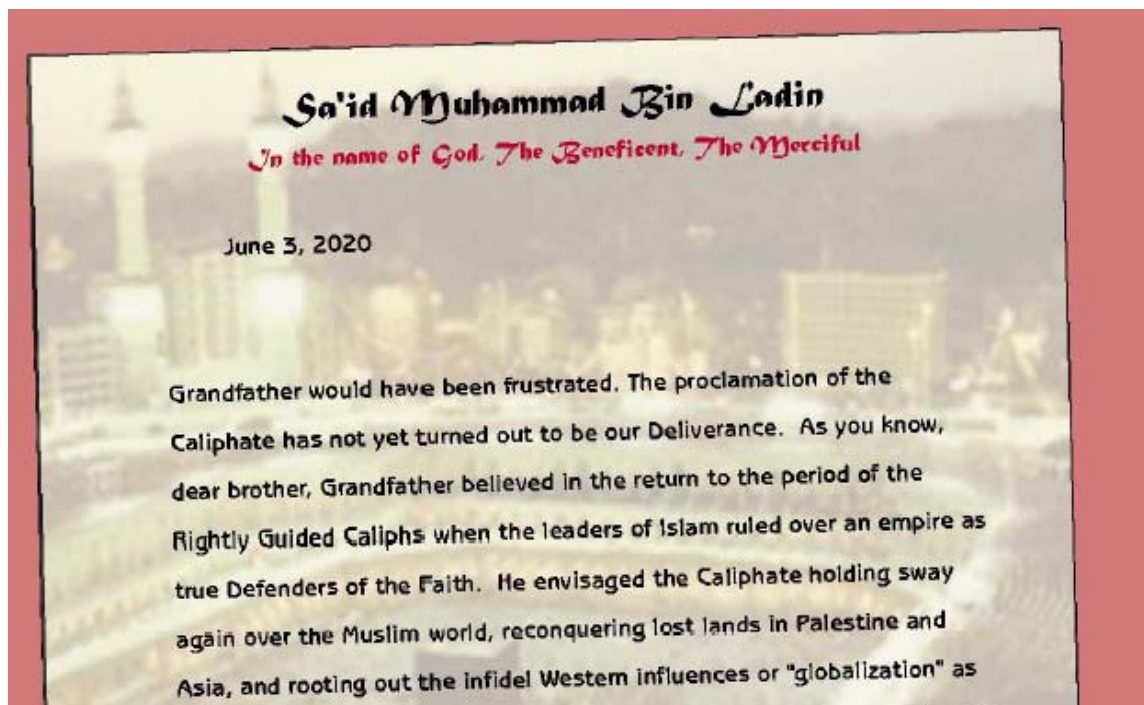 Sa'id Muhammad Bin Ladin
In the name of God, The Beneficent, The Merciful
June 3, 2020
Grandfather would have been frustrated. The proclamation of the
Caliphate has not yet turned out to be our Deliverance.  As you know,
dear brother, Grandfather believed in the return to the period of the
Rightly Guided Caliphs when the leaders of Islam ruled over an empire as
true Defenders of the Faith.  He envisaged the Caliphate holding sway
again over the Muslim world, reconquering lost lands in Palestine and
Asia, and rooting out the infidel Western influences or "globalization" as